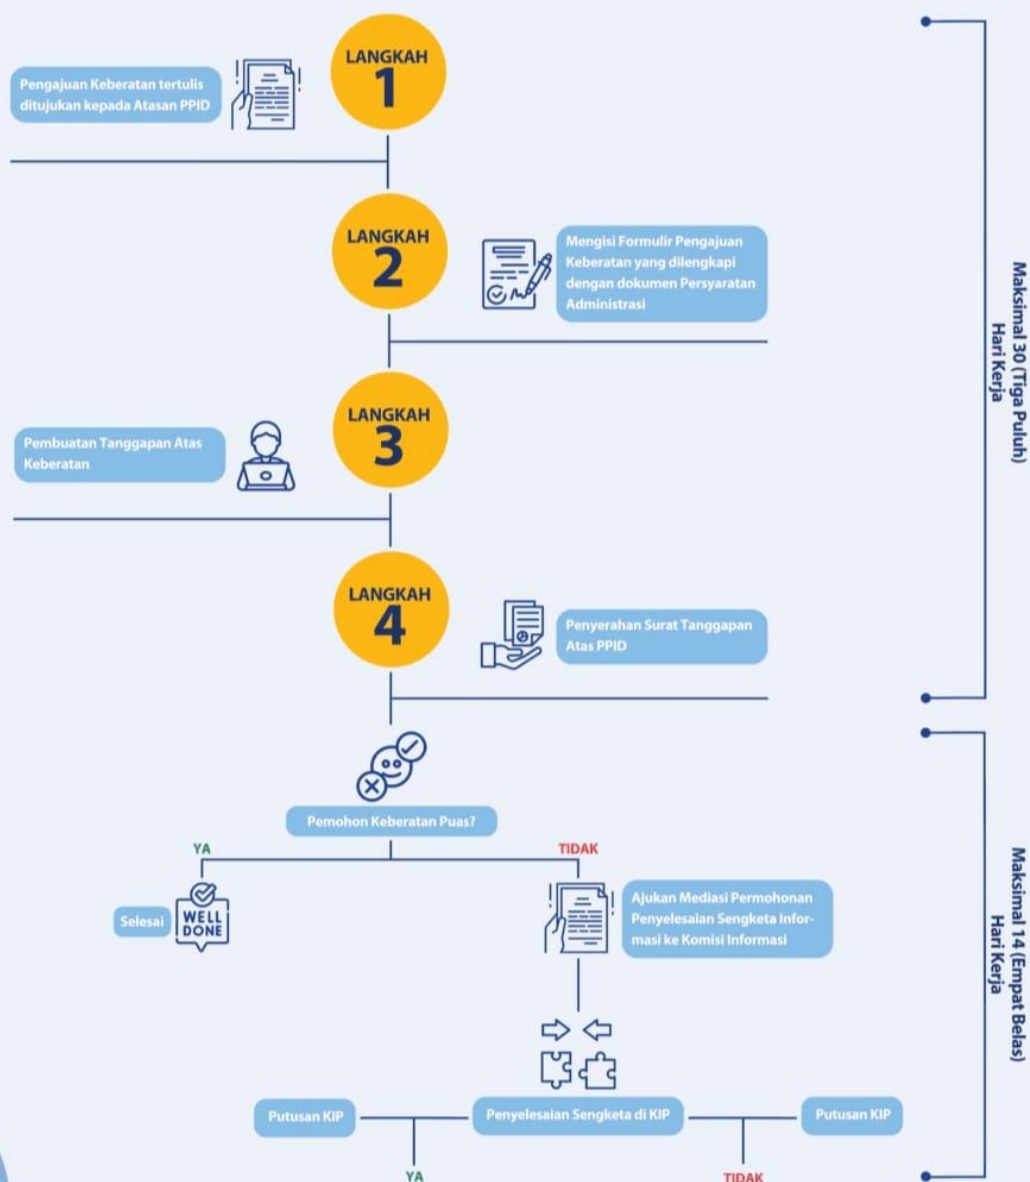 LANGKAH
1
Pengajuan Keberatan tertulis
ditujukan kepada Atasan PPID
LANGKAH
2
Mengisi Formulir Pengajuan
Keberatan yang dilengkapi
dengan dokumen Persyaratan
Administrasi
LANGKAH
3
Pembuatan Tanggapan Atas
Keberatan
LANGKAH
4
Penyerahan Surat Tanggapan
Atas PPID
Maksimal 30 (Tiga Puluh)
Hari Kerja
Pemohon Keberatan Puas?
YA
TIDAK
Selesai
WELL
DONE
Ajukan Mediasi Permohonan
Penyelesaian Sengketa Infor-
masi ke Komisi Informasi
Putusan KIP
Penyelesaian Sengketa di KIP
Putusan KIP
YA
TIDAK
Maksimal 14 (Empat Belas)
Hari Kerja